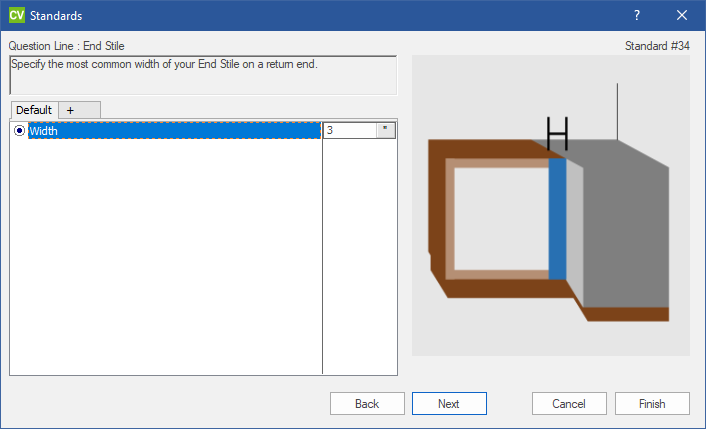 CV Standards ?
Question Line : End Stile
Standard #34
Specify the most common width of your End Stile on a return end.
Default +
Width 3 "
Back Next Cancel Finish